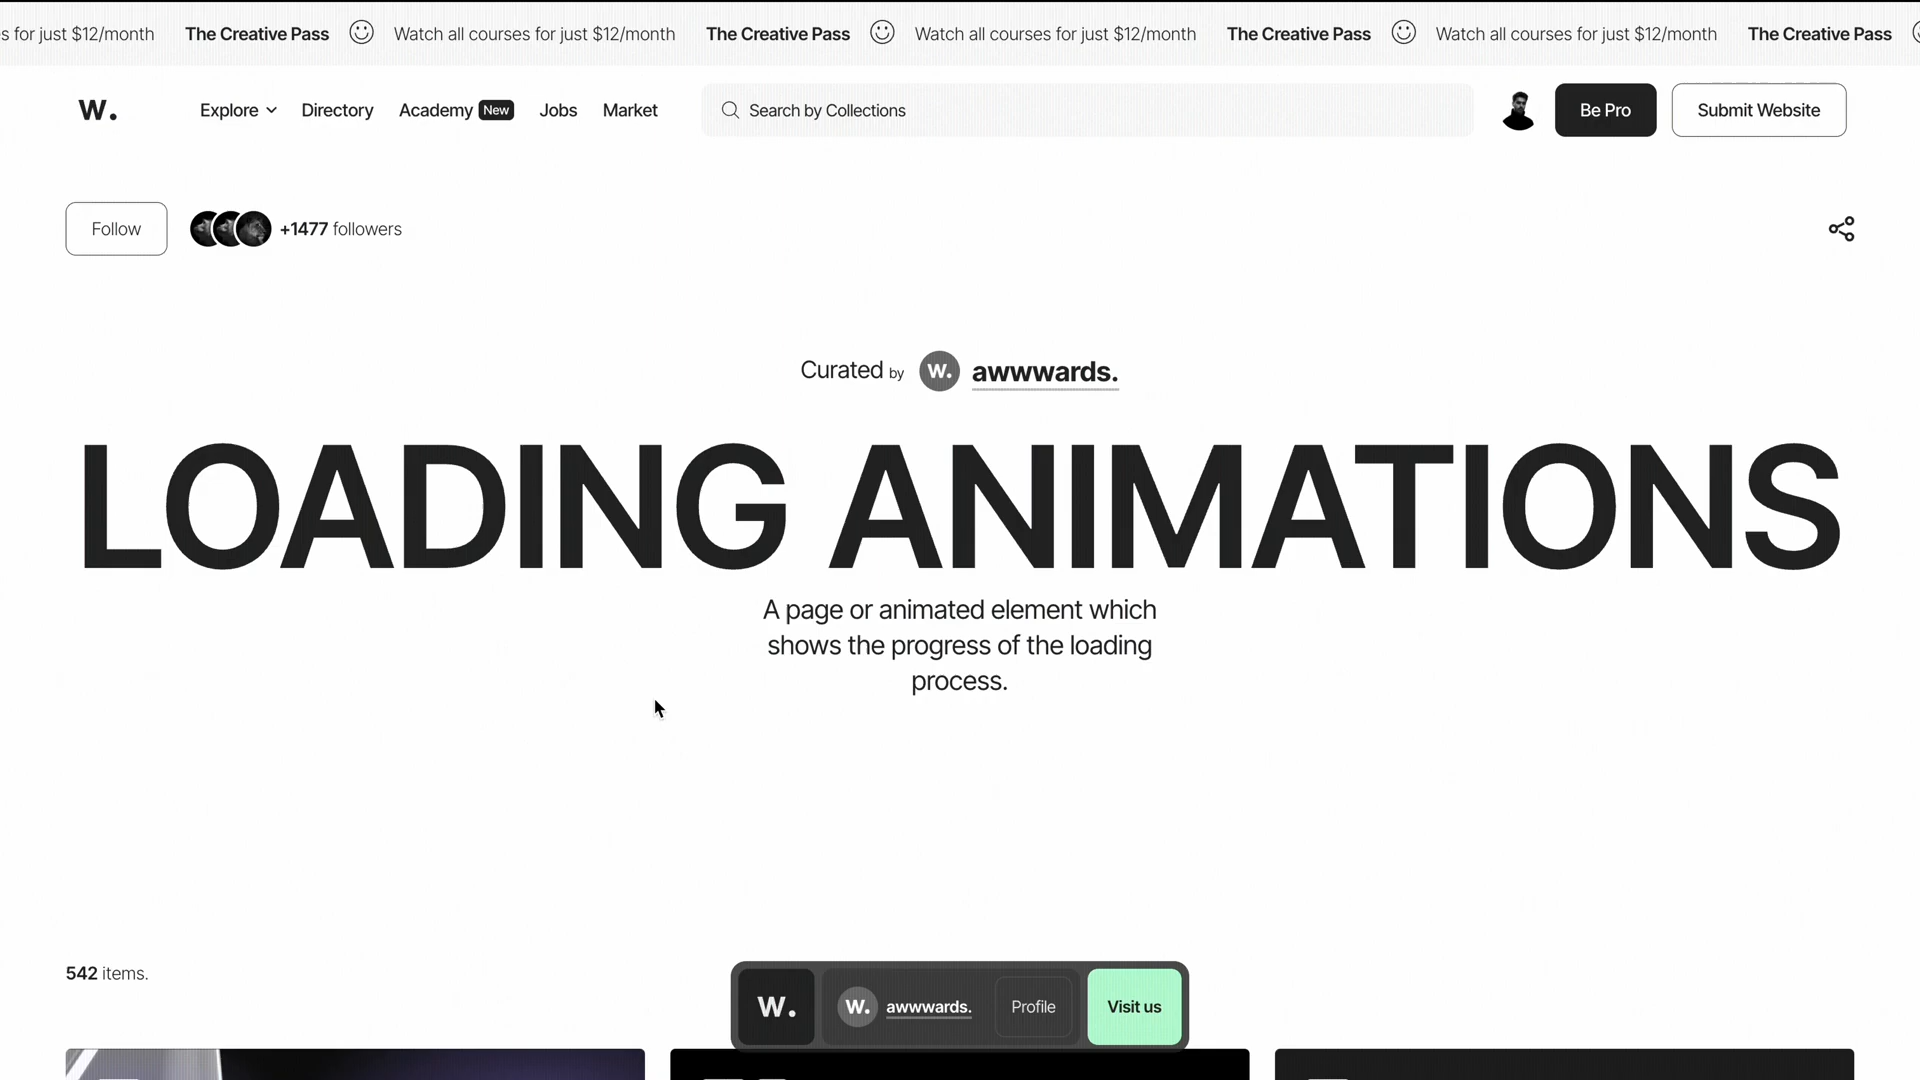 s for just $12/month The Creative Pass Watch all courses for just $12/month The Creative Pass Watch all courses for just $12/month The Creative Pass Watch all courses for just $12/month The Creative Pass
W. Explore Directory Academy New Jobs Market Search by Collections Be Pro Submit Website
Follow +1477 followers
Curated by W. awwwards.
LOADING ANIMATIONS
A page or animated element which
shows the progress of the loading
process.
542 items.
W. W. awwwards. Profile Visit us